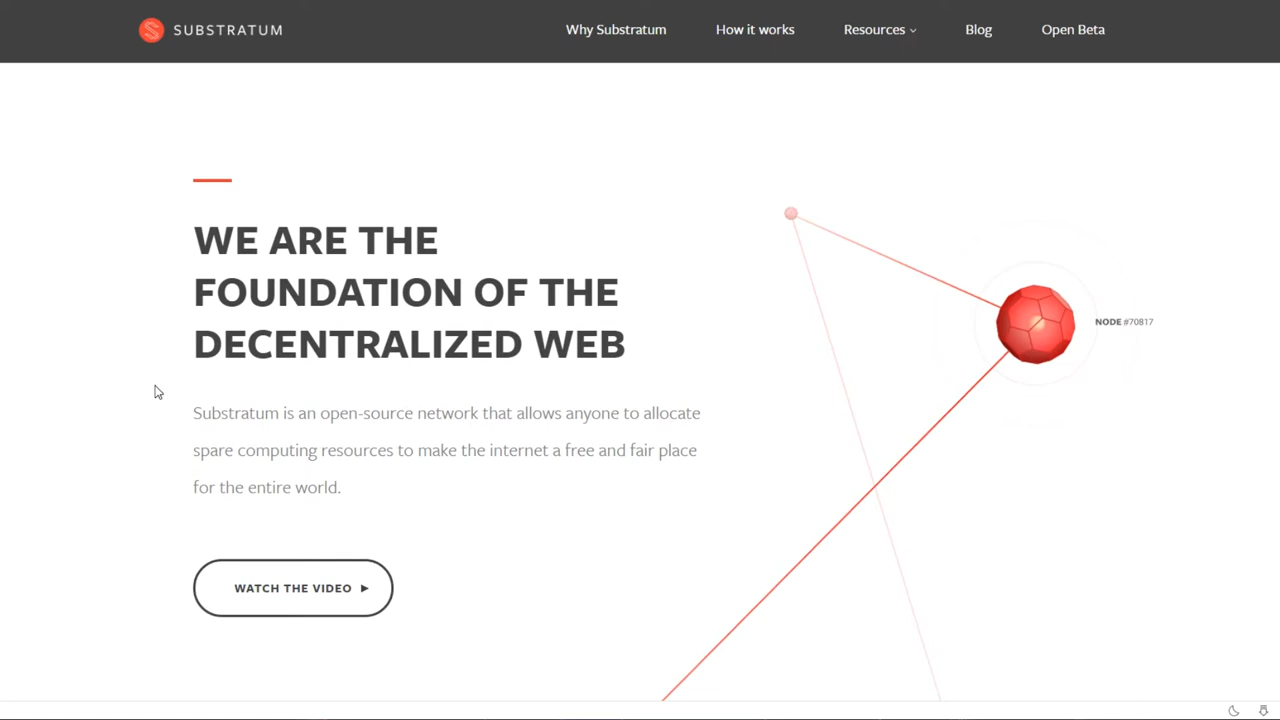 SUBSTRATUM
Why Substratum How it works Resources Blog Open Beta
WE ARE THE
FOUNDATION OF THE
DECENTRALIZED WEB
Substratum is an open-source network that allows anyone to allocate
spare computing resources to make the internet a free and fair place
for the entire world.
WATCH THE VIDEO
NODE #70817